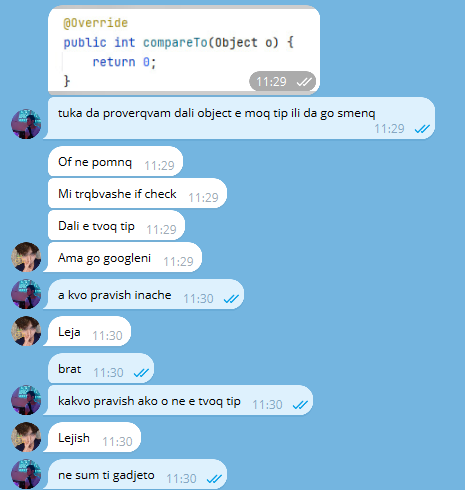 @Override
public int compareTo(Object o) {
    return 0;
}
11:29
tuka da proverqvam dali object e moq tip ili da go smenq
11:29
Of ne pomnq 11:29
Mi trqbvashe if check 11:29
Dali e tvoq tip 11:29
Ama go googleni 11:29
a kvo pravish inache 11:30
Leja 11:30
brat 11:30
kakvo pravish ako o ne e tvoq tip 11:30
Lejish 11:30
ne sum ti gadjeto 11:30